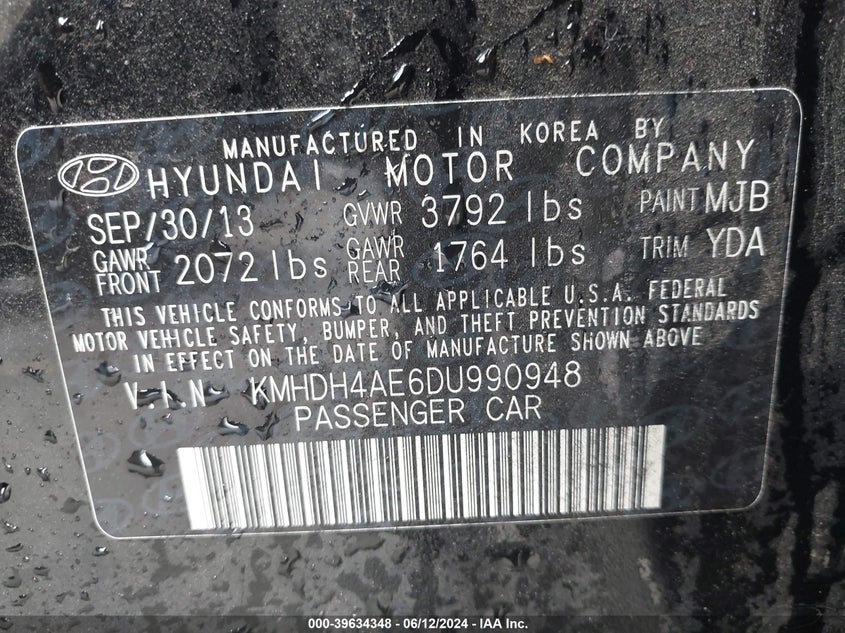 MANUFACTURED IN KOREA BY
HYUNDAI MOTOR COMPANY
SEP/30/13 GVWR 3792 lbs PAINT MJB
GAWR FRONT 2072 lbs GAWR REAR 1764 lbs TRIM YDA
THIS VEHICLE CONFORMS TO ALL APPLICABLE U.S.A. FEDERAL
MOTOR VEHICLE SAFETY, BUMPER, AND THEFT PREVENTION STANDARDS
IN EFFECT ON THE DATE OF MANUFACTURE SHOWN ABOVE
V.I.N KMHDH4AE6DU990948
PASSENGER CAR
000-39634348 - 06/12/2024 - IAA Inc.